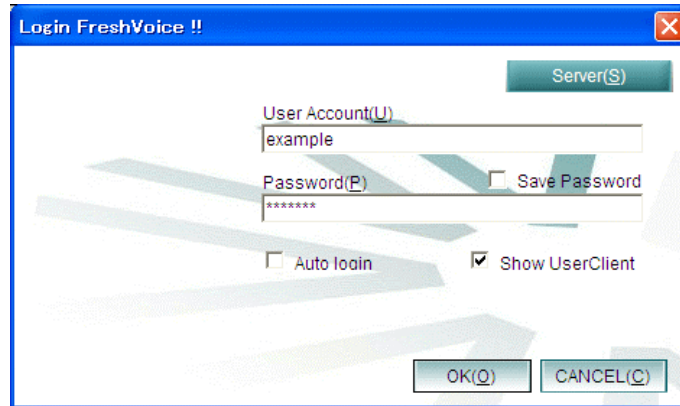 Login FreshVoice !!
Server(S)
User Account(U)
example
Password(P)
Save Password
*******
Auto login
Show UserClient
OK(O)
CANCEL(C)